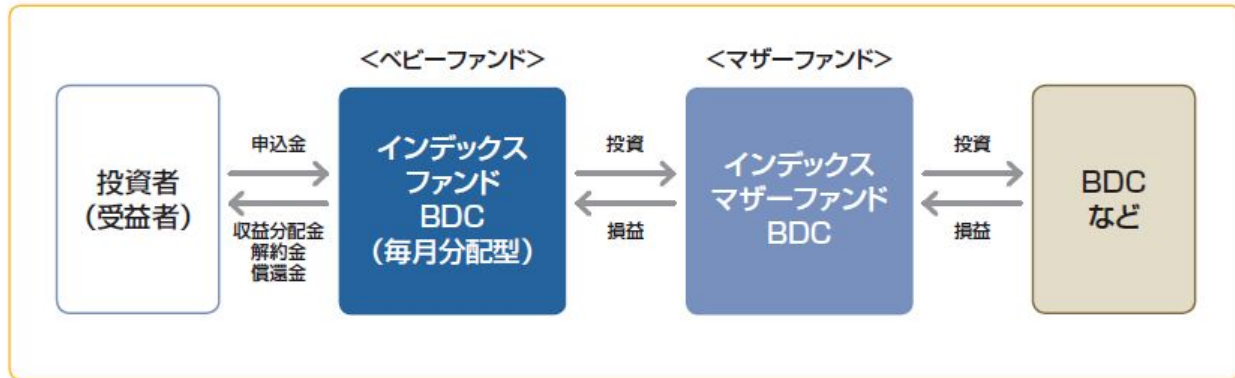 <ベビーファンド>
<マザーファンド>
投資者
(受益者)
申込金
収益分配金
解約金
償還金
インデックス
ファンド
BDC
(毎月分配型)
投資
損益
インデックス
マザーファンド
BDC
投資
損益
BDC
など